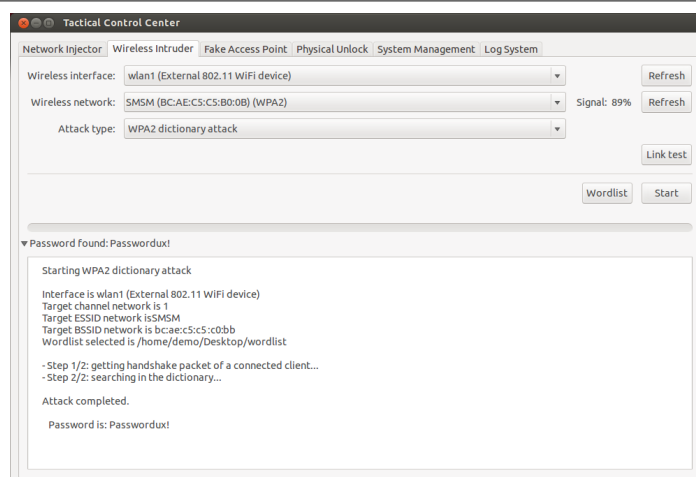 Tactical Control Center
Network Injector Wireless Intruder Fake Access Point Physical Unlock System Management Log System
Wireless interface: wlan1 (External 802.11 WiFi device) Refresh
Wireless network: SMSM (BC:AE:C5:C5:B0:0B) (WPA2) Signal: 89% Refresh
Attack type: WPA2 dictionary attack
Link test
Wordlist Start
Password found: Passwordux!
Starting WPA2 dictionary attack
Interface is wlan1 (External 802.11 WiFi device)
Target channel network is 1
Target ESSID network isSMSM
Target BSSID network is bc:ae:c5:c5:c0:bb
Wordlist selected is /home/demo/Desktop/wordlist
- Step 1/2: getting handshake packet of a connected client...
- Step 2/2: searching in the dictionary...
Attack completed.
Password is: Passwordux!